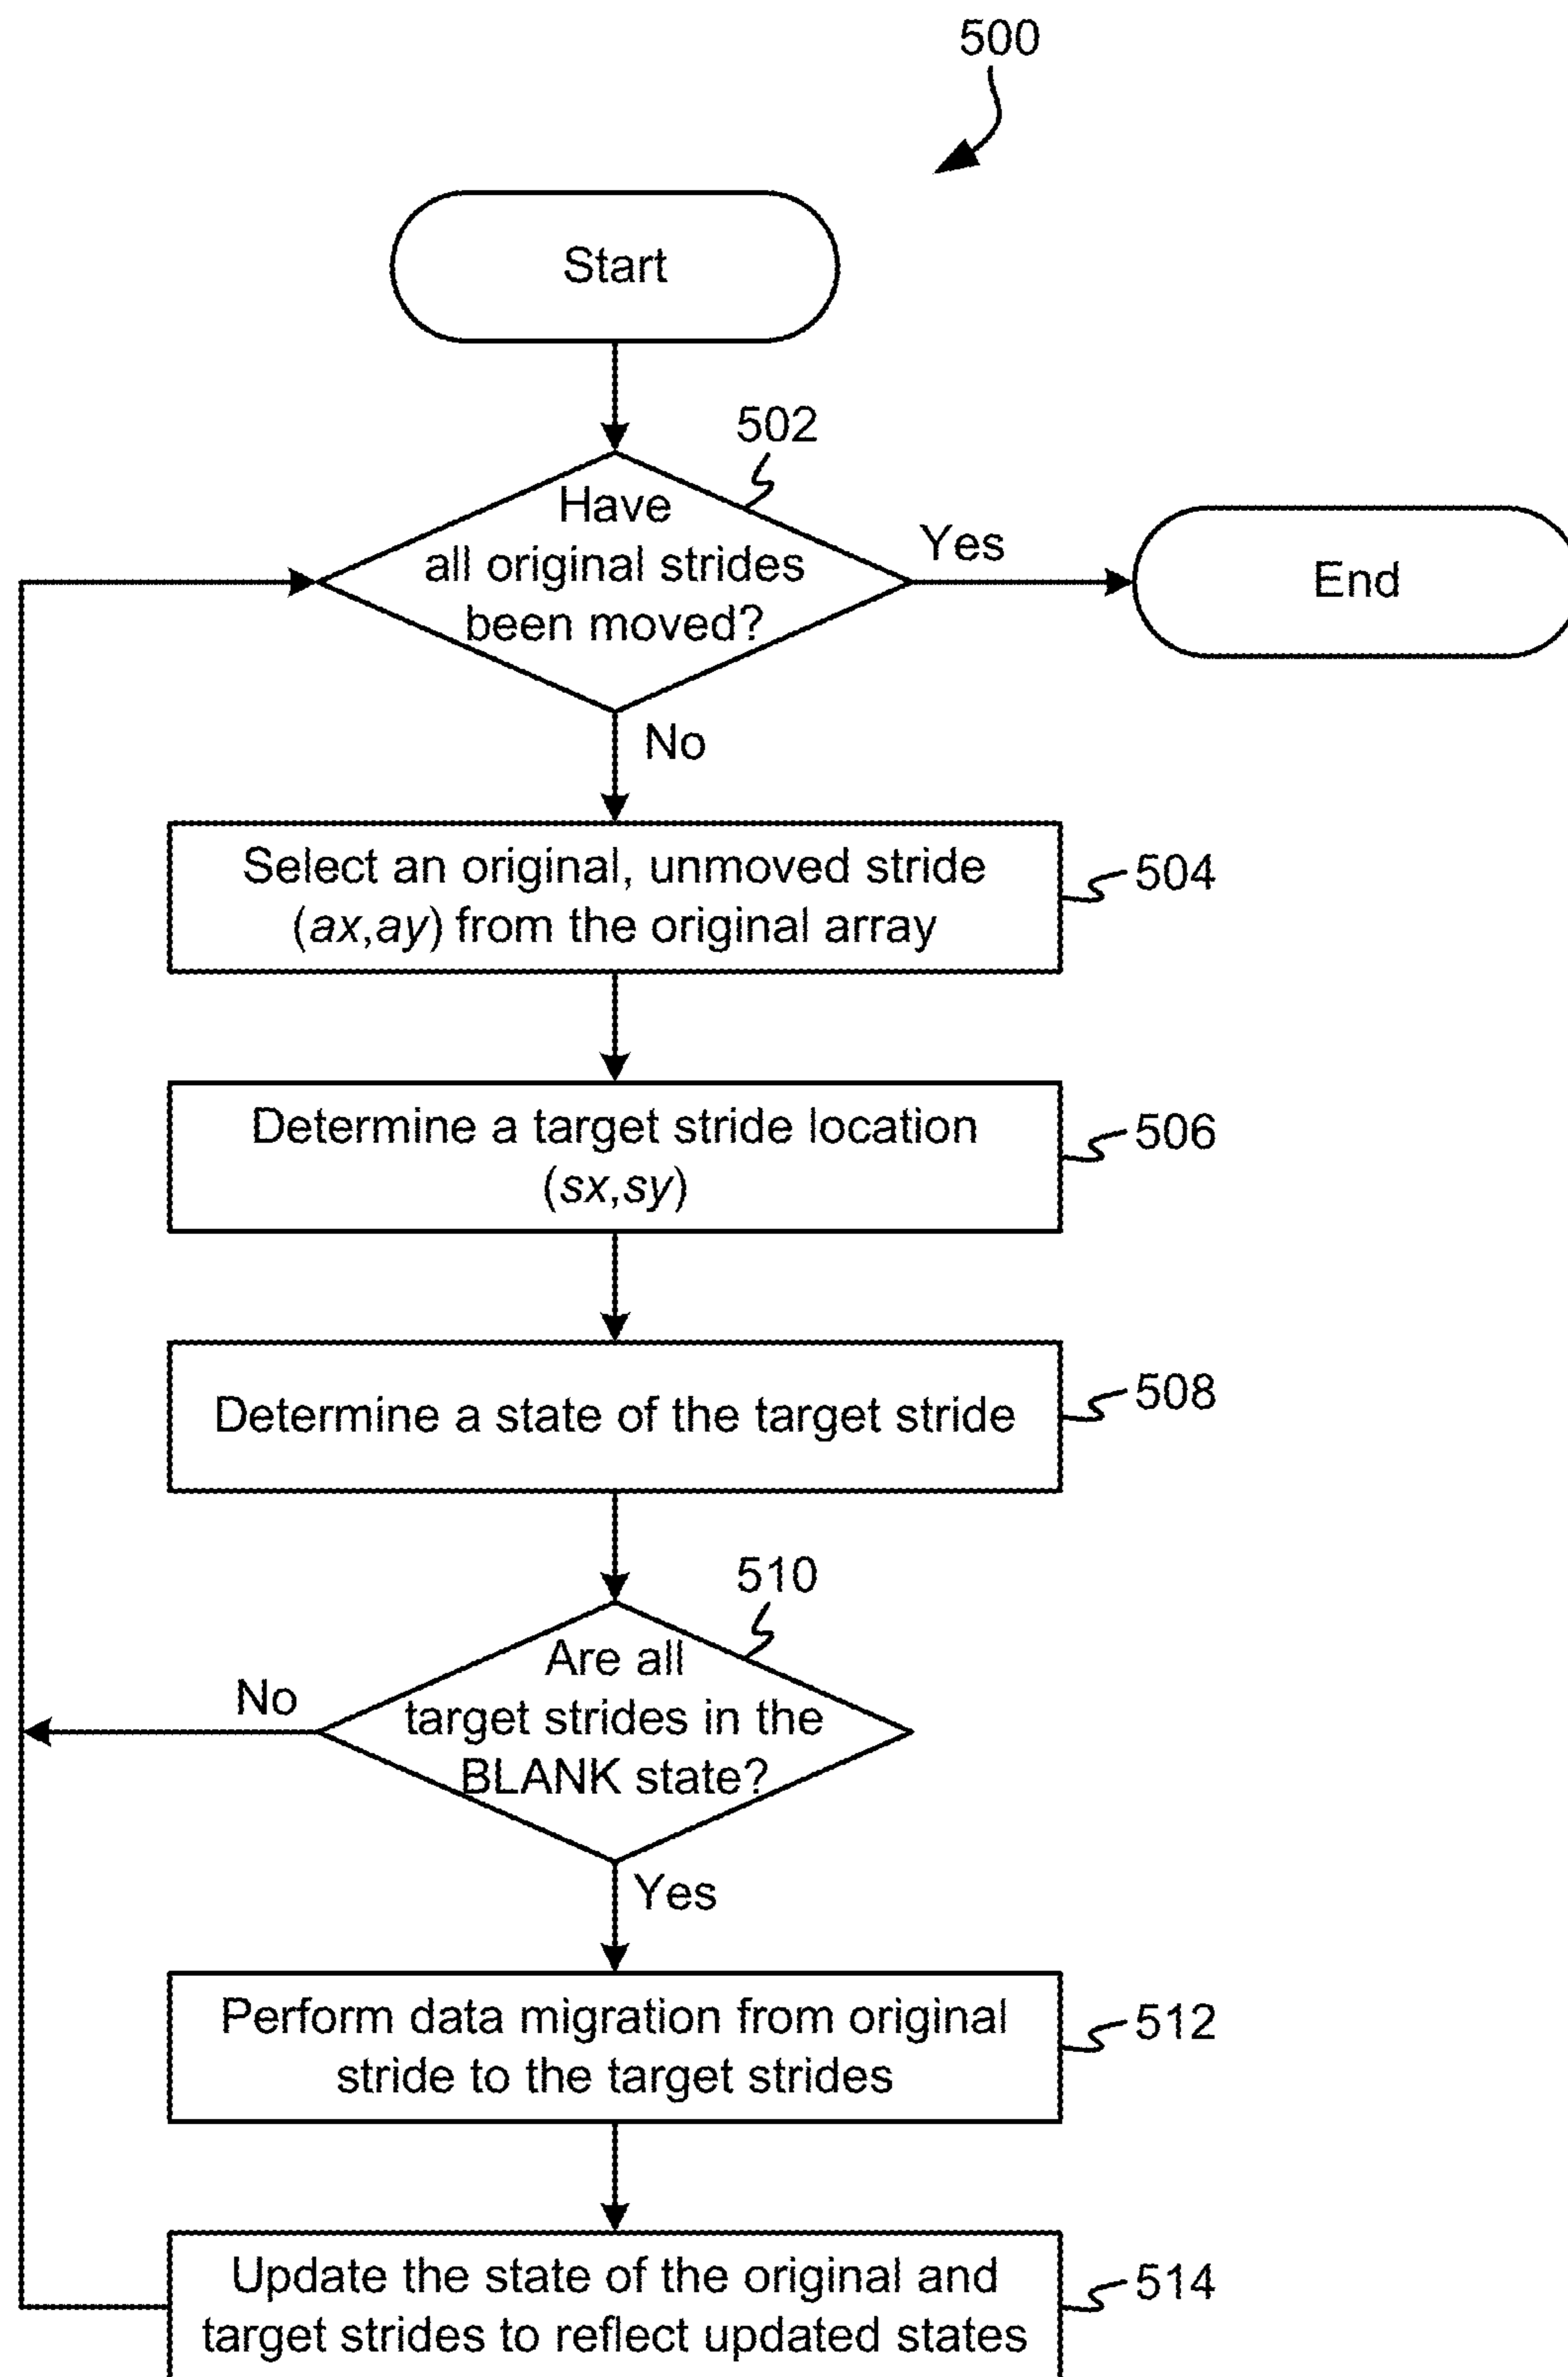 500
Start
502
Have
all original strides
been moved?
Yes
End
No
Select an original, unmoved stride
(ax,ay) from the original array
504
Determine a target stride location
(sx,sy)
506
Determine a state of the target stride
508
510
Are all
target strides in the
BLANK state?
No
Yes
Perform data migration from original
stride to the target strides
512
Update the state of the original and
target strides to reflect updated states
514